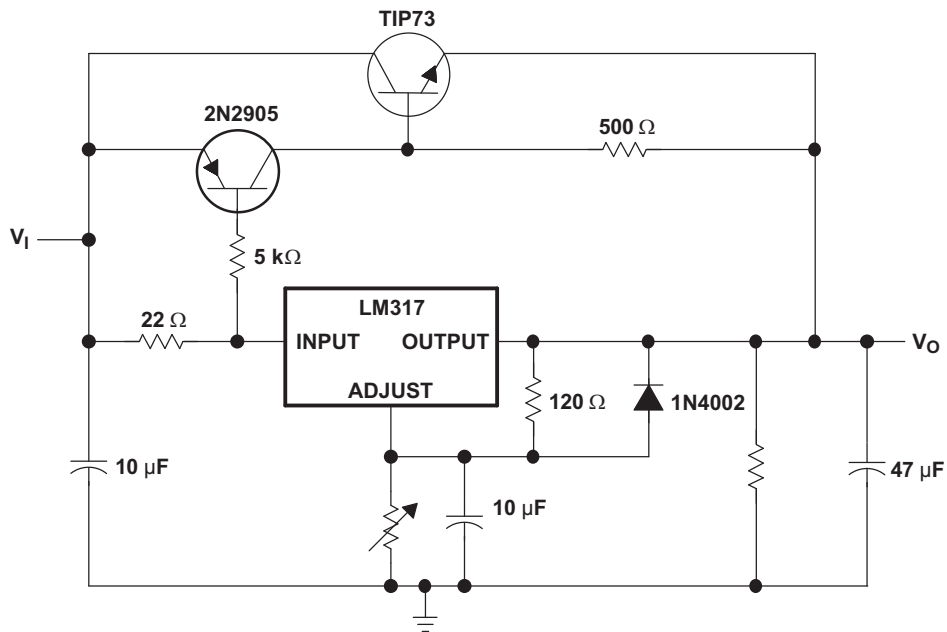 TIP73
2N2905
500 Ω
V<sub>I</sub>
5 kΩ
22 Ω
LM317
INPUT
OUTPUT
ADJUST
V<sub>O</sub>
120 Ω
1N4002
10 µF
47 µF
10 µF